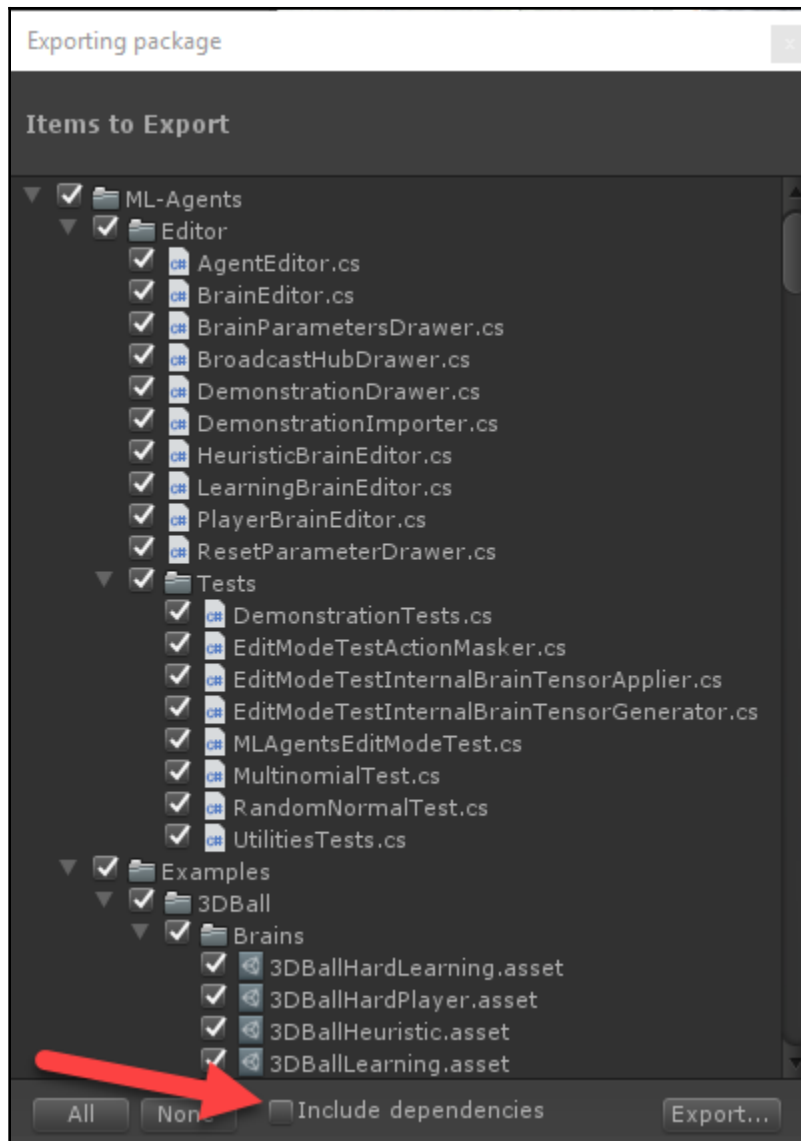 Exporting package
x
Items to Export
ML-Agents
Editor
c# AgentEditor.cs
c# BrainEditor.cs
c# BrainParametersDrawer.cs
c# BroadcastHubDrawer.cs
c# DemonstrationDrawer.cs
c# DemonstrationImporter.cs
c# HeuristicBrainEditor.cs
c# LearningBrainEditor.cs
c# PlayerBrainEditor.cs
c# ResetParameterDrawer.cs
Tests
c# DemonstrationTests.cs
c# EditModeTestActionMasker.cs
c# EditModeTestInternalBrainTensorApplier.cs
c# EditModeTestInternalBrainTensorGenerator.cs
c# MLAgentsEditModeTest.cs
c# MultinomialTest.cs
c# RandomNormalTest.cs
c# UtilitiesTests.cs
Examples
3DBall
Brains
3DBallHardLearning.asset
3DBallHardPlayer.asset
3DBallHeuristic.asset
3DBallLearning.asset
All None Include dependencies Export...